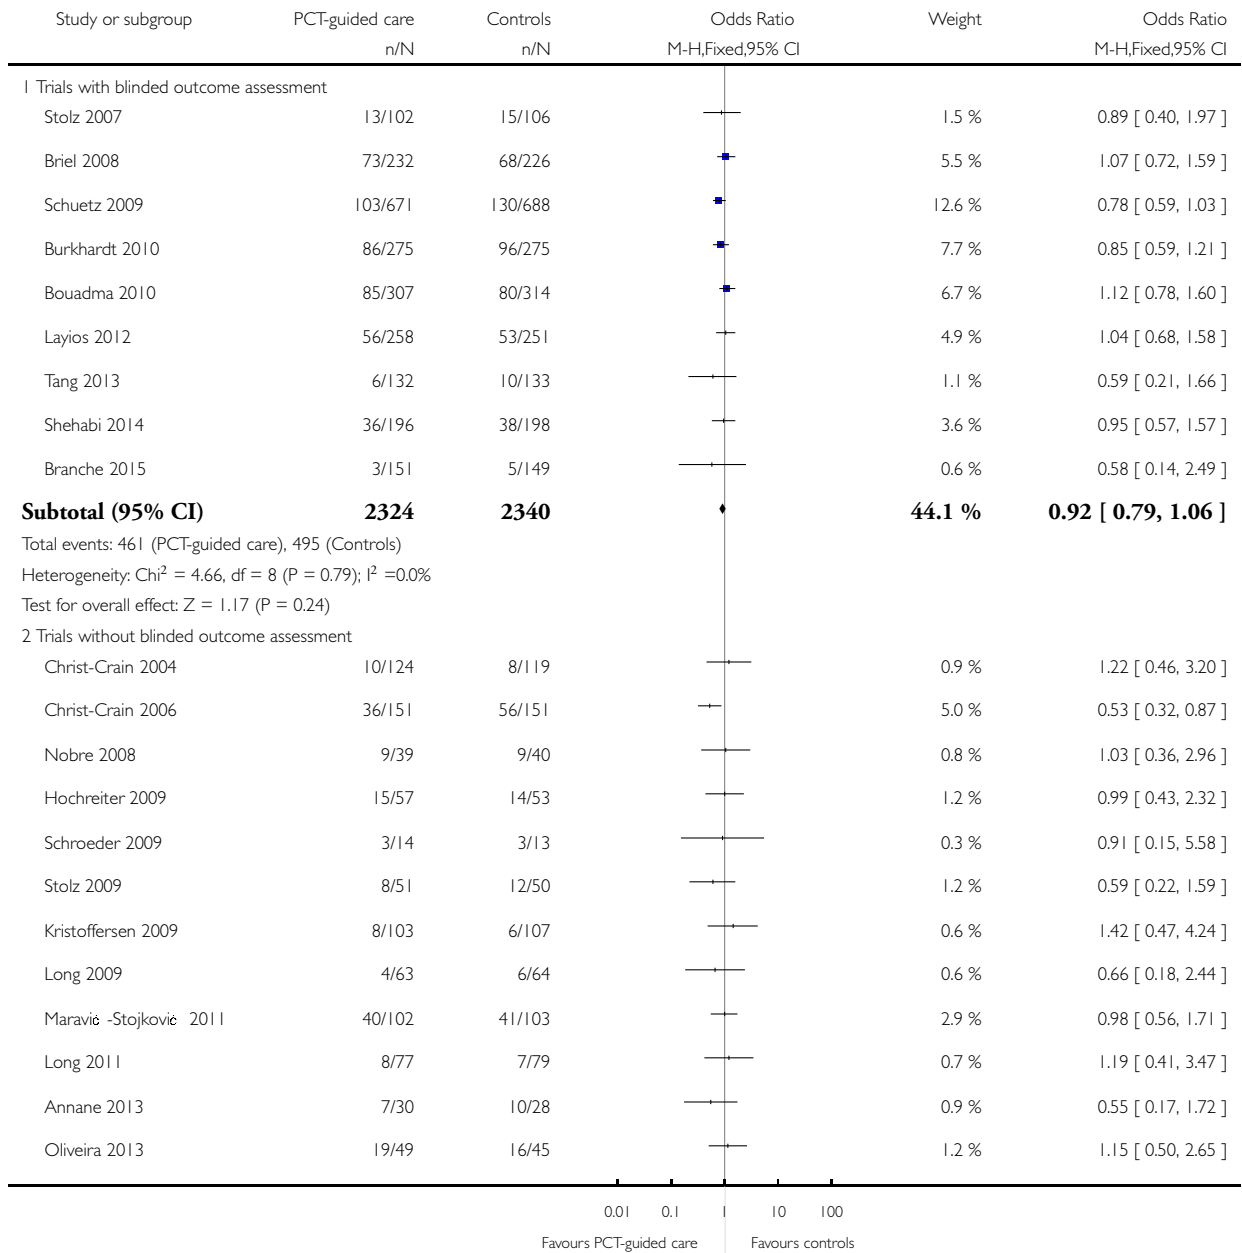 Study or subgroup PCT-guided care Controls Odds Ratio Weight Odds Ratio
n/N n/N M-H,Fixed,95% CI M-H,Fixed,95% CI
1 Trials with blinded outcome assessment
Stolz 2007 13/102 15/106 1.5 % 0.89 [ 0.40, 1.97 ]
Briel 2008 73/232 68/226 5.5 % 1.07 [ 0.72, 1.59 ]
Schuetz 2009 103/671 130/688 12.6 % 0.78 [ 0.59, 1.03 ]
Burkhardt 2010 86/275 96/275 7.7 % 0.85 [ 0.59, 1.21 ]
Bouadma 2010 85/307 80/314 6.7 % 1.12 [ 0.78, 1.60 ]
Layios 2012 56/258 53/251 4.9 % 1.04 [ 0.68, 1.58 ]
Tang 2013 6/132 10/133 1.1 % 0.59 [ 0.21, 1.66 ]
Shehabi 2014 36/196 38/198 3.6 % 0.95 [ 0.57, 1.57 ]
Branche 2015 3/151 5/149 0.6 % 0.58 [ 0.14, 2.49 ]
Subtotal (95% CI) 2324 2340 44.1 % 0.92 [ 0.79, 1.06 ]
Total events: 461 (PCT-guided care), 495 (Controls)
Heterogeneity: Chi² = 4.66, df = 8 (P = 0.79); I² =0.0%
Test for overall effect: Z = 1.17 (P = 0.24)
2 Trials without blinded outcome assessment
Christ-Crain 2004 10/124 8/119 0.9 % 1.22 [ 0.46, 3.20 ]
Christ-Crain 2006 36/151 56/151 5.0 % 0.53 [ 0.32, 0.87 ]
Nobre 2008 9/39 9/40 0.8 % 1.03 [ 0.36, 2.96 ]
Hochreiter 2009 15/57 14/53 1.2 % 0.99 [ 0.43, 2.32 ]
Schroeder 2009 3/14 3/13 0.3 % 0.91 [ 0.15, 5.58 ]
Stolz 2009 8/51 12/50 1.2 % 0.59 [ 0.22, 1.59 ]
Kristoffersen 2009 8/103 6/107 0.6 % 1.42 [ 0.47, 4.24 ]
Long 2009 4/63 6/64 0.6 % 0.66 [ 0.18, 2.44 ]
Maravić -Stojković 2011 40/102 41/103 2.9 % 0.98 [ 0.56, 1.71 ]
Long 2011 8/77 7/79 0.7 % 1.19 [ 0.41, 3.47 ]
Annane 2013 7/30 10/28 0.9 % 0.55 [ 0.17, 1.72 ]
Oliveira 2013 19/49 16/45 1.2 % 1.15 [ 0.50, 2.65 ]
0.01 0.1 1 10 100
Favours PCT-guided care Favours controls